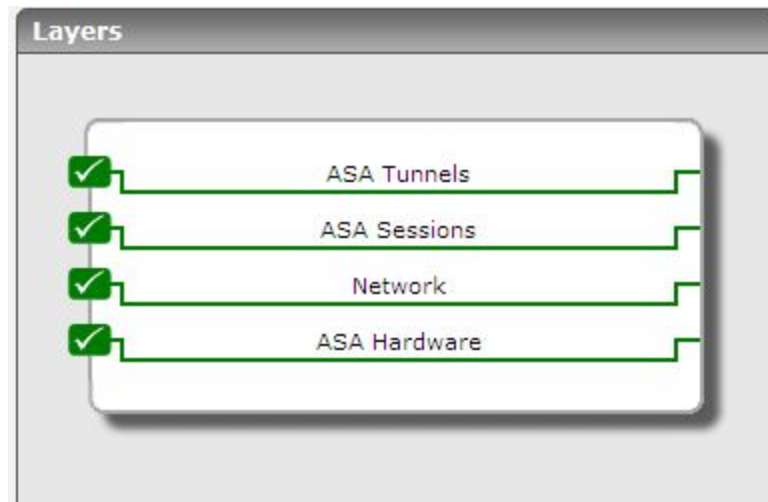 Layers
ASA Tunnels
ASA Sessions
Network
ASA Hardware